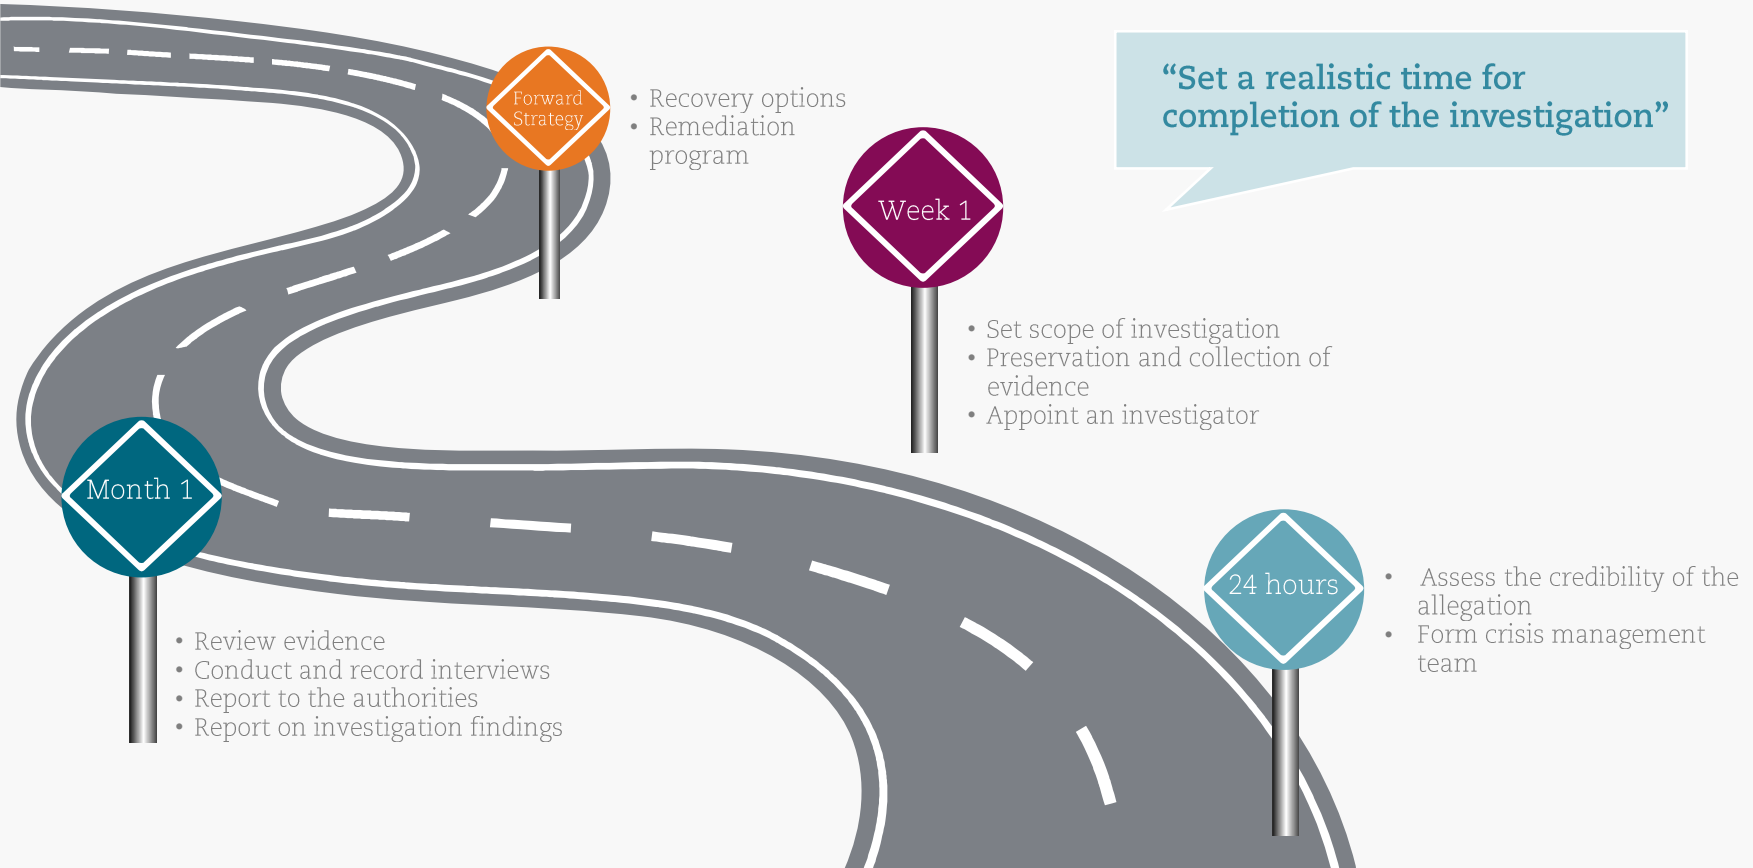 “Set a realistic time for
completion of the investigation”
Forward
Strategy
• Recovery options
• Remediation
program
Week 1
• Set scope of investigation
• Preservation and collection of
evidence
• Appoint an investigator
Month 1
• Review evidence
• Conduct and record interviews
• Report to the authorities
• Report on investigation findings
24 hours
• Assess the credibility of the
allegation
• Form crisis management
team